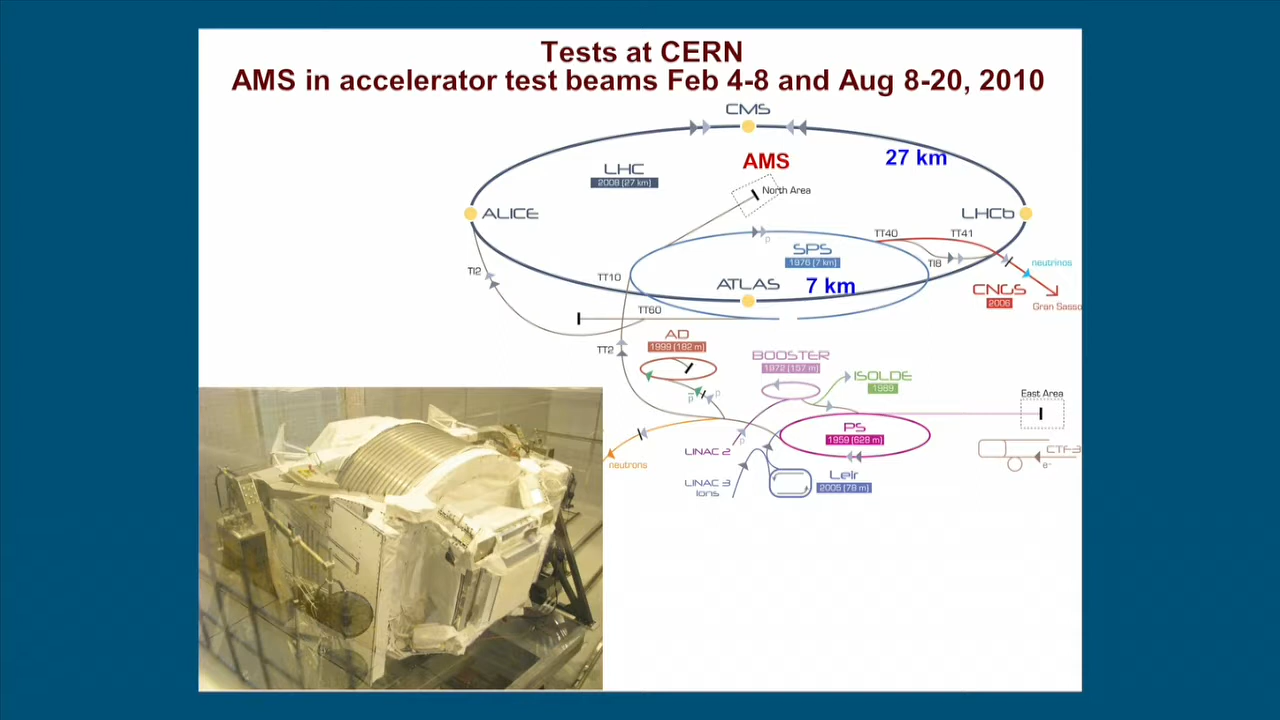 Tests at CERN
AMS in accelerator test beams Feb 4-8 and Aug 8-20, 2010
CMS
AMS
27 km
LHC
2008 (27 km)
North Area
ALICE
LHCb
TT40
TT41
p
SPS
1976 (7 km)
TI8
neutrinos
TI2
TT10
ATLAS
7 km
CNGS
2006
Gran Sasso
TT60
AD
1999 (182 m)
TT2
BOOSTER
1972 (157 m)
ISOLDE
1989
p
p
East Area
PS
1959 (628 m)
p
LINAC 2
neutrons
CTF3
e-
LINAC 3
Ions
Leir
2005 (78 m)